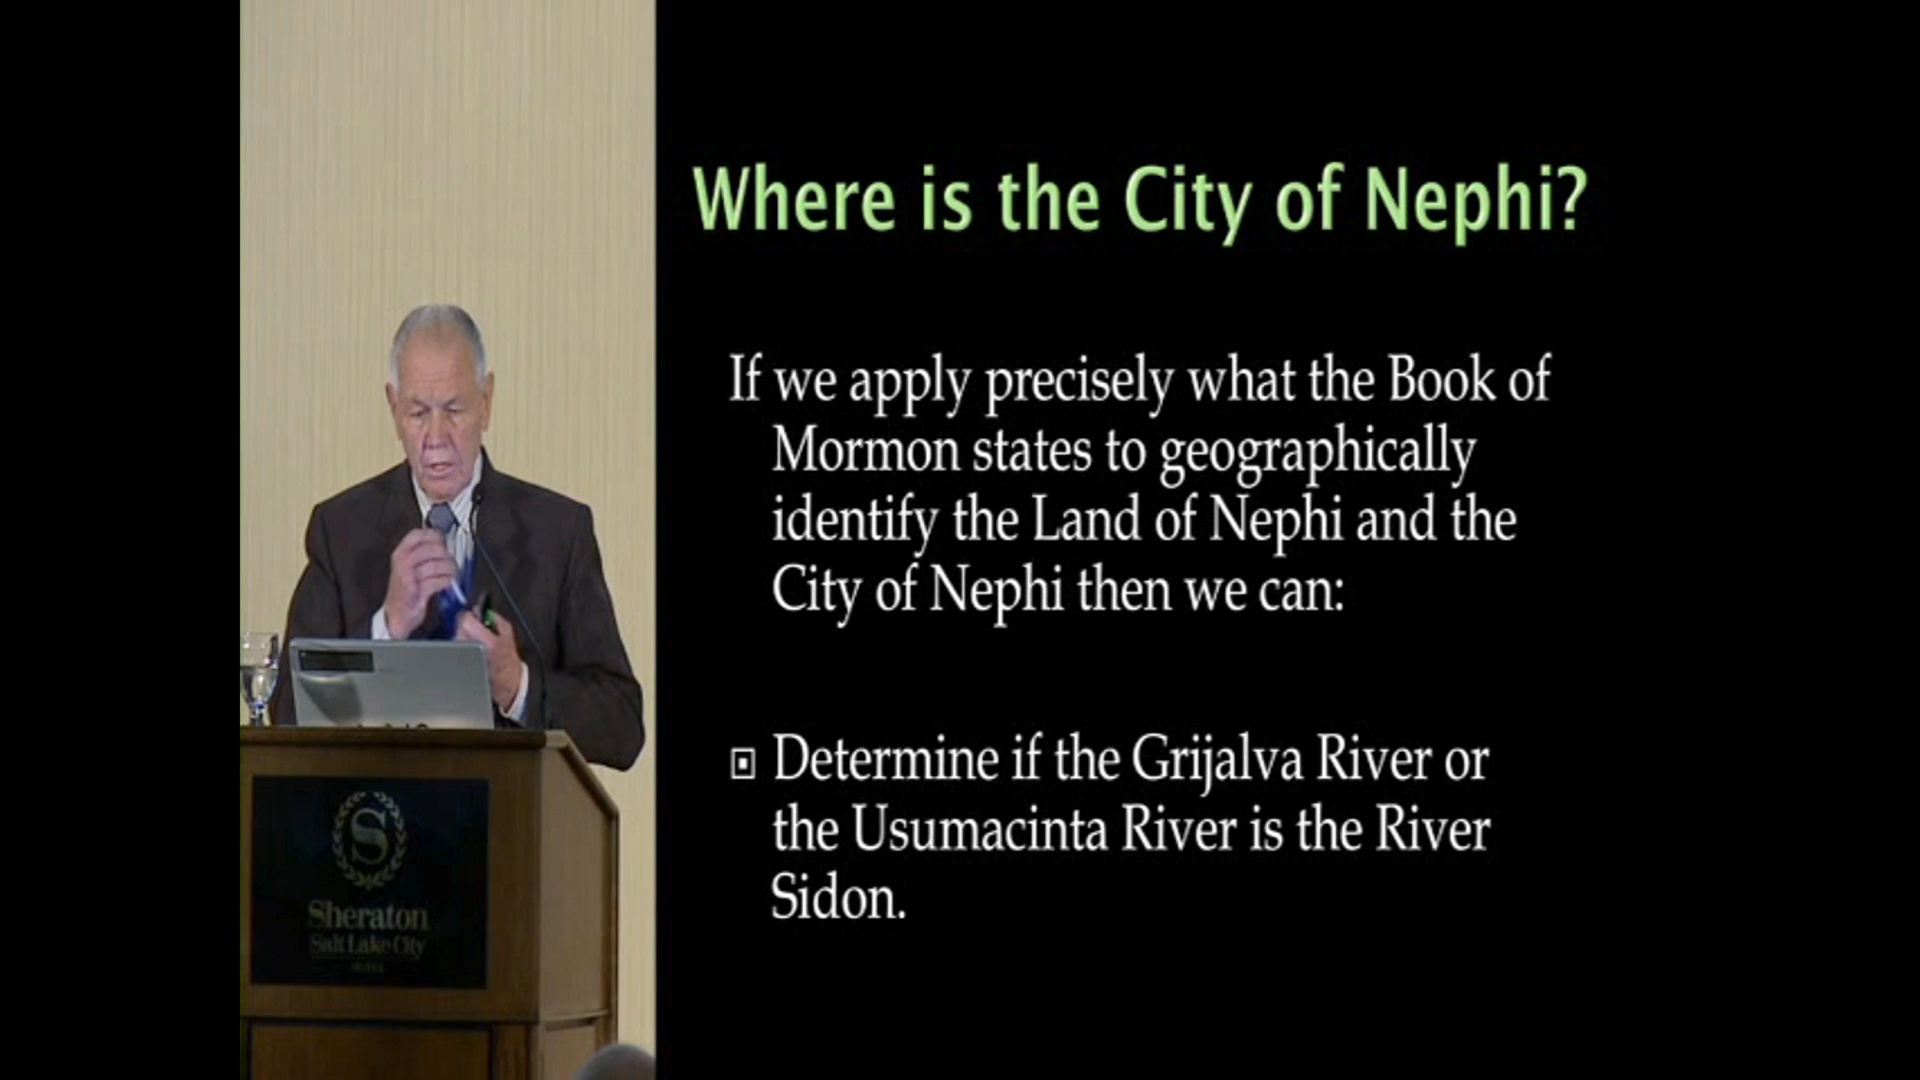 Where is the City of Nephi?
If we apply precisely what the Book of
Mormon states to geographically
identify the Land of Nephi and the
City of Nephi then we can:
Determine if the Grijalva River or
the Usumacinta River is the River
Sidon.
S
Sheraton
Salt Lake City